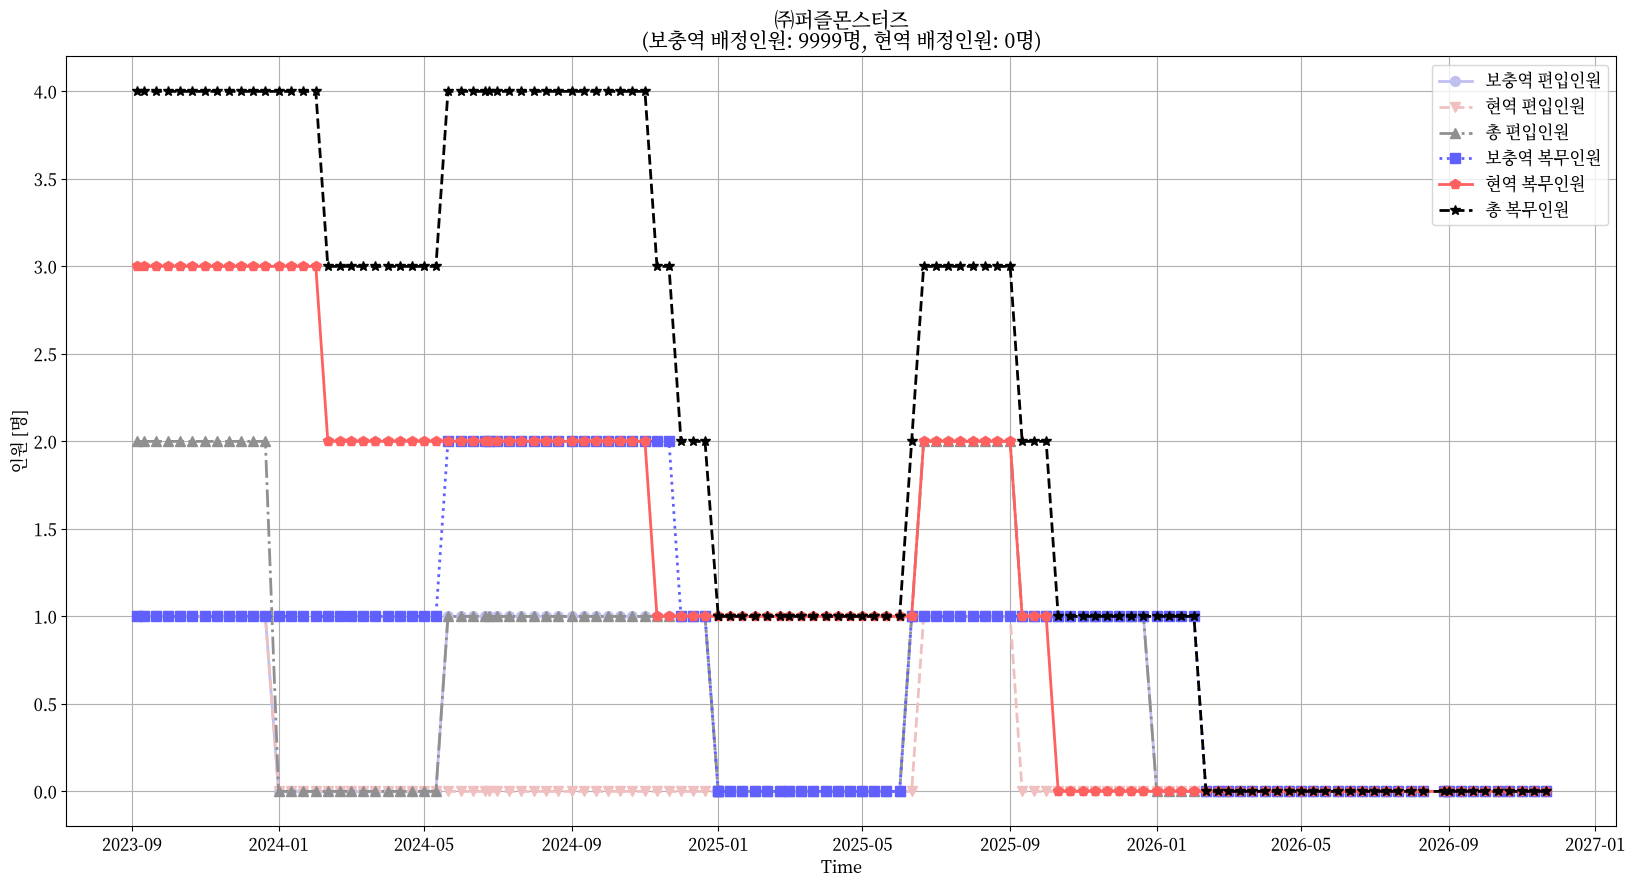 ㈜퍼즐몬스터즈
(보충역 배정인원: 9999명, 현역 배정인원: 0명)
보충역 편입인원
현역 편입인원
총 편입인원
보충역 복무인원
현역 복무인원
총 복무인원
인원 [명]
4.0
3.5
3.0
2.5
2.0
1.5
1.0
0.5
0.0
2023-09 2024-01 2024-05 2024-09 2025-01 2025-05 2025-09 2026-01 2026-05 2026-09 2027-01
Time